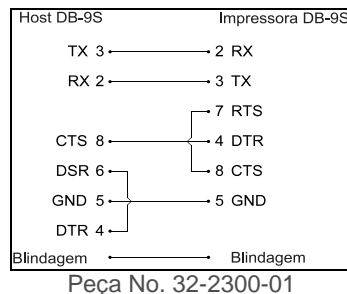 Host DB-9S Impressora DB-9S
TX 3 2 RX
RX 2 3 TX
7 RTS
CTS 8 4 DTR
DSR 6 8 CTS
GND 5 5 GND
DTR 4
Blindagem Blindagem
Peça No. 32-2300-01